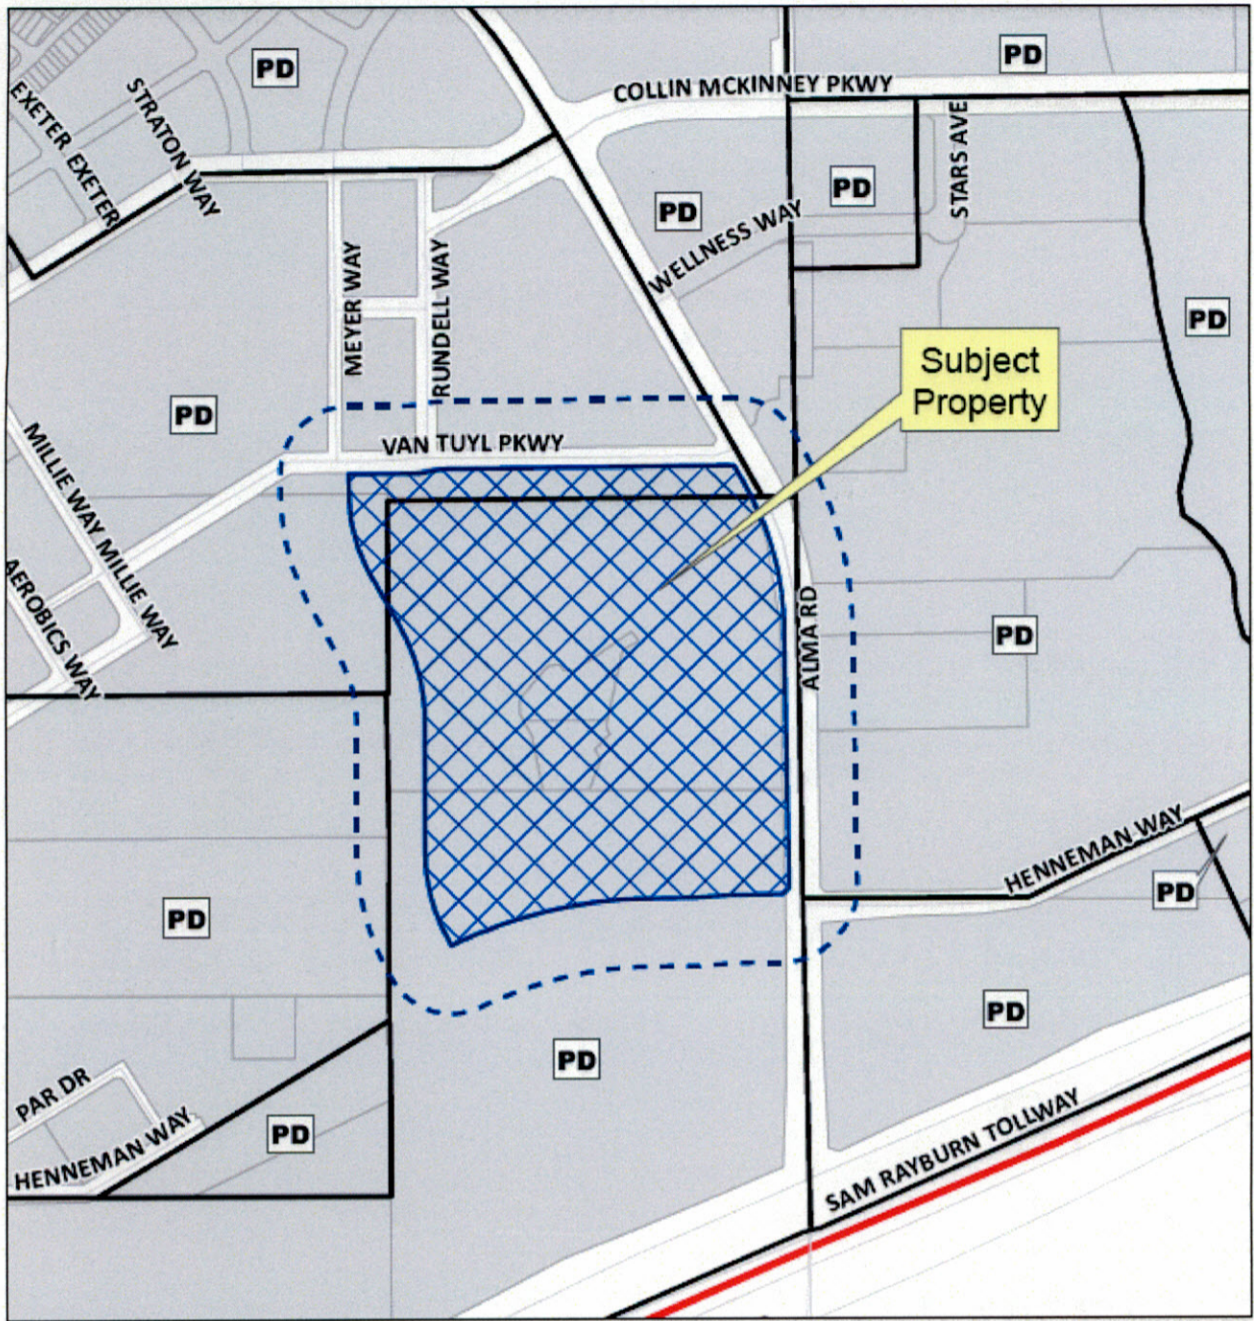 PD
PD
COLLIN MCKINNEY PKWY
EXETER
EXETER
STRATON WAY
STARS AVE
PD
PD
WELLNESS WAY
MEYER WAY
RUNDELL WAY
PD
Subject
Property
PD
VAN TUYL PKWY
MILLIE WAY
MILLIE WAY
AEROBICS WAY
ALMA RD
PD
HENNEMAN WAY
PD
PD
PD
PD
PAR DR
HENNEMAN WAY
PD
SAM RAYBURN TOLLWAY